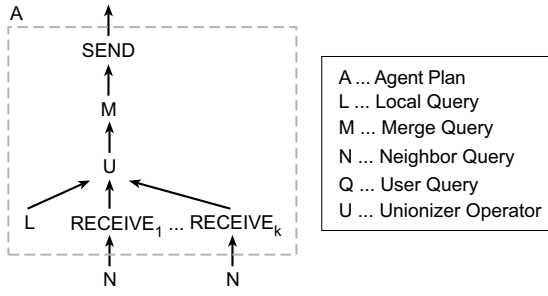 A
SEND
M
U
L RECEIVE1 ... RECEIVEk
N N
A ... Agent Plan
L ... Local Query
M ... Merge Query
N ... Neighbor Query
Q ... User Query
U ... Unionizer Operator